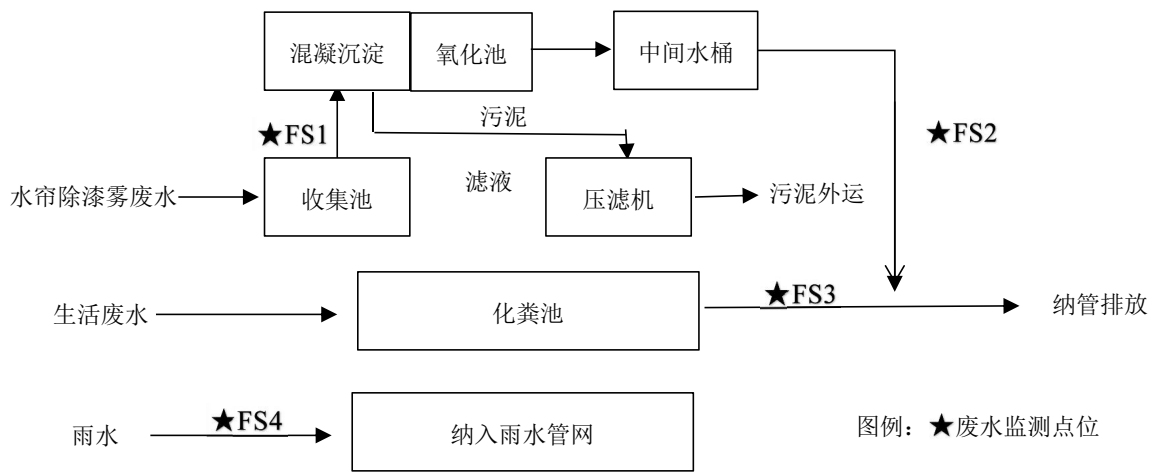 混凝沉淀
氧化池
中间水桶
污泥
★FS1
★FS2
水帘除漆雾废水
收集池
滤液
压滤机
污泥外运
生活废水
化粪池
★FS3
纳管排放
雨水
★FS4
纳入雨水管网
图例：★废水监测点位